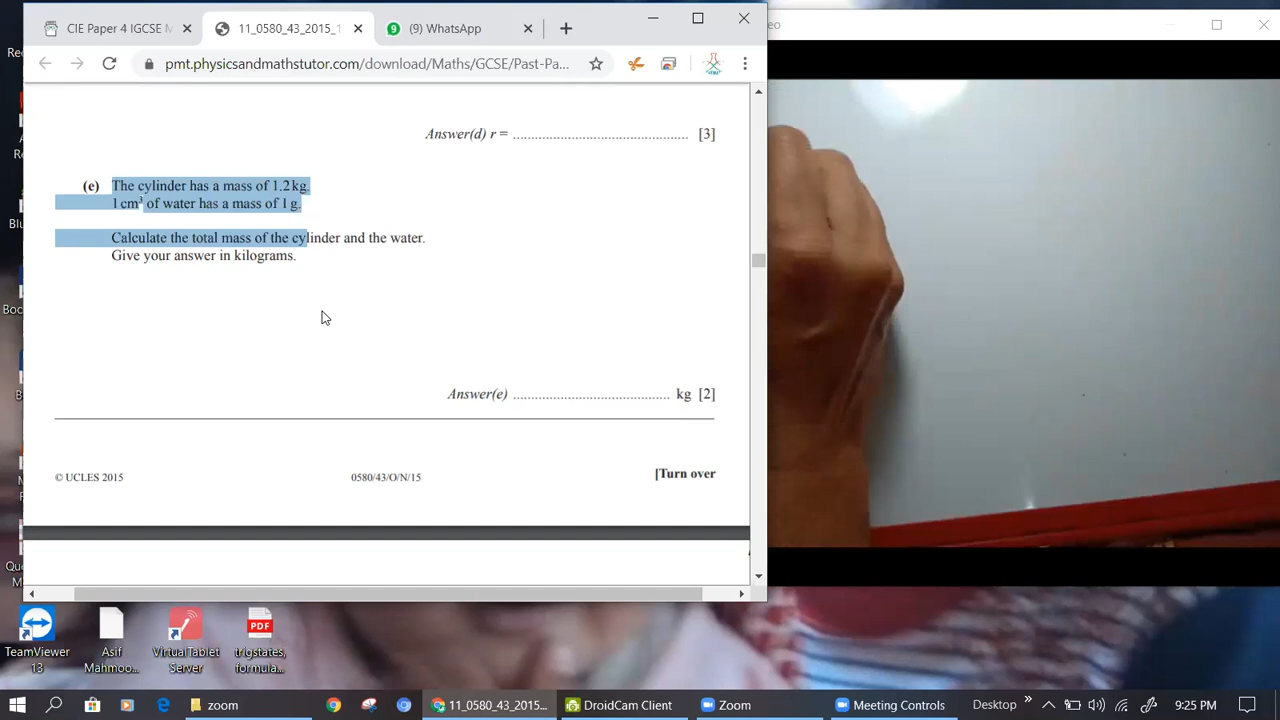 CIE Paper 4 IGCSE M
11_0580_43_2015_
(9) WhatsApp
eo
pmt.physicsandmathstutor.com/download/Maths/GCSE/Past-Pa...
Answer(d) r = ................................................ [3]
(e) The cylinder has a mass of 1.2 kg.
1 cm³ of water has a mass of 1 g.
Calculate the total mass of the cylinder and the water.
Give your answer in kilograms.
Answer(e) ........................................... kg [2]
© UCLES 2015
0580/43/O/N/15
[Turn over
TeamViewer
13
Asif
Mahmoo...
VirtualTablet
Server
PDF
trigstates,
formula...
zoom
11_0580_43_2015...
DroidCam Client
Zoom
Meeting Controls
Desktop
9:25 PM